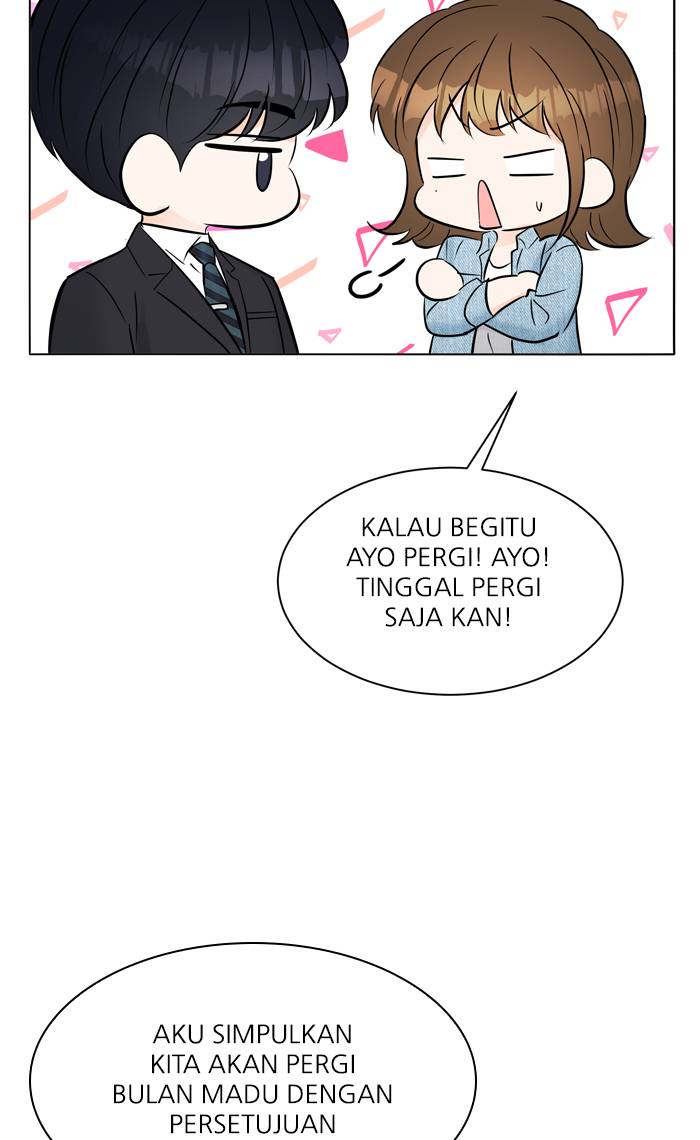 KALAU BEGITU
AYO PERGI! AYO!
TINGGAL PERGI
SAJA KAN!
AKU SIMPULKAN
KITA AKAN PERGI
BULAN MADU DENGAN
PERSETUJUAN